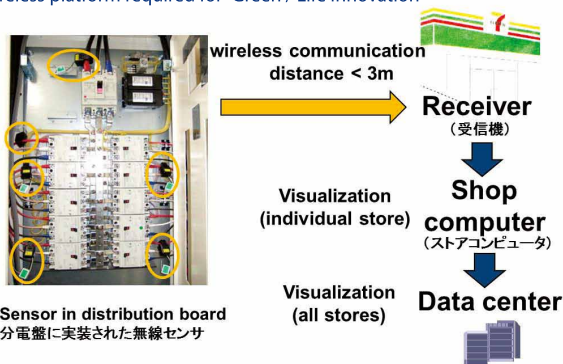 reless platform required for Green / Life Innovation
wireless communication
distance < 3m
7
Receiver
(受信機)
Visualization
(individual store)
Shop
computer
(ストアコンピュータ)
Visualization
(all stores)
Data center
Sensor in distribution board
分電盤に実装された無線センサ